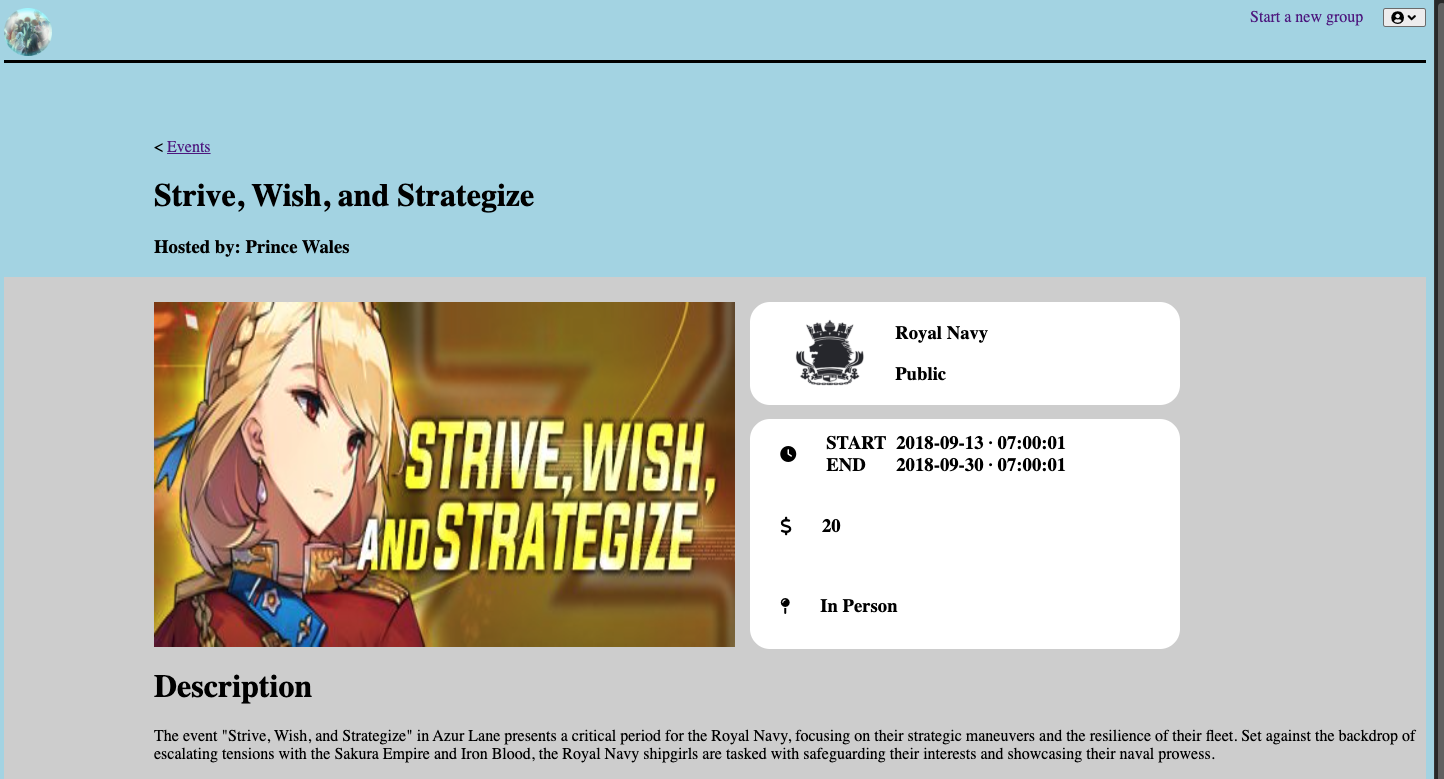 Start a new group
< Events
Strive, Wish, and Strategize
Hosted by: Prince Wales
STRIVE, WISH,
AND STRATEGIZE
Royal Navy
Public
START 2018-09-13 · 07:00:01
END 2018-09-30 · 07:00:01
20
In Person
Description
The event "Strive, Wish, and Strategize" in Azur Lane presents a critical period for the Royal Navy, focusing on their strategic maneuvers and the resilience of their fleet. Set against the backdrop of
escalating tensions with the Sakura Empire and Iron Blood, the Royal Navy shipgirls are tasked with safeguarding their interests and showcasing their naval prowess.